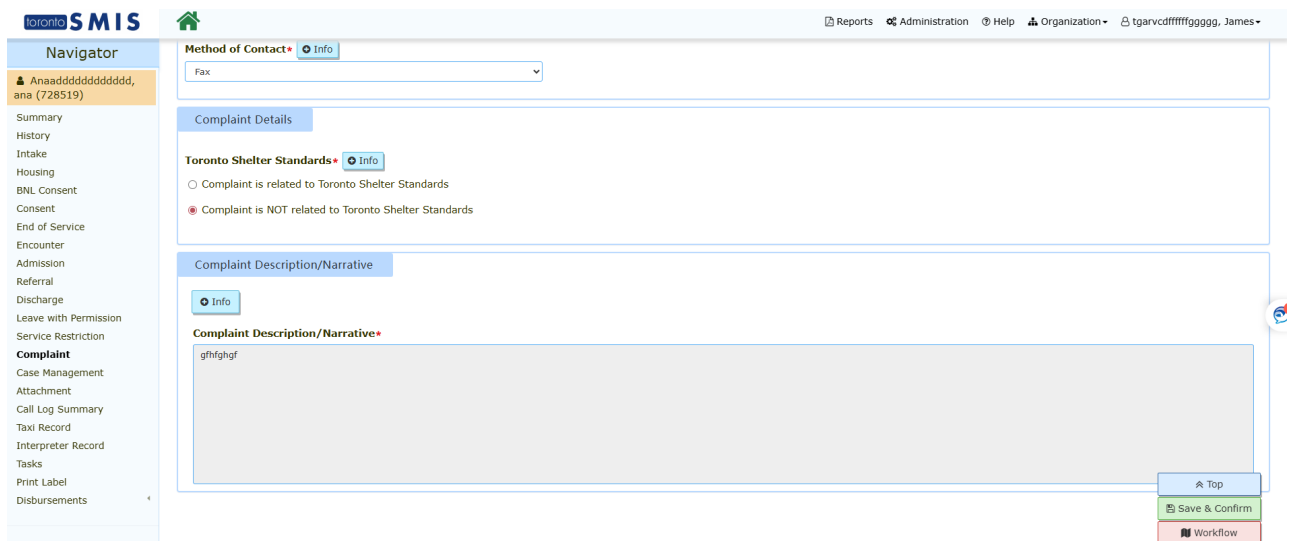 toronto SMIS
Reports Administration Help Organization tgarvcdffffffggggg, James
Navigator
Anaaddddddddddddd,
ana (728519)
Summary
History
Intake
Housing
BNL Consent
Consent
End of Service
Encounter
Admission
Referral
Discharge
Leave with Permission
Service Restriction
Complaint
Case Management
Attachment
Call Log Summary
Taxi Record
Interpreter Record
Tasks
Print Label
Disbursements
Method of Contact* Info
Fax
Complaint Details
Toronto Shelter Standards* Info
Complaint is related to Toronto Shelter Standards
Complaint is NOT related to Toronto Shelter Standards
Complaint Description/Narrative
Info
Complaint Description/Narrative*
gfhfghgf
Top
Save & Confirm
Workflow